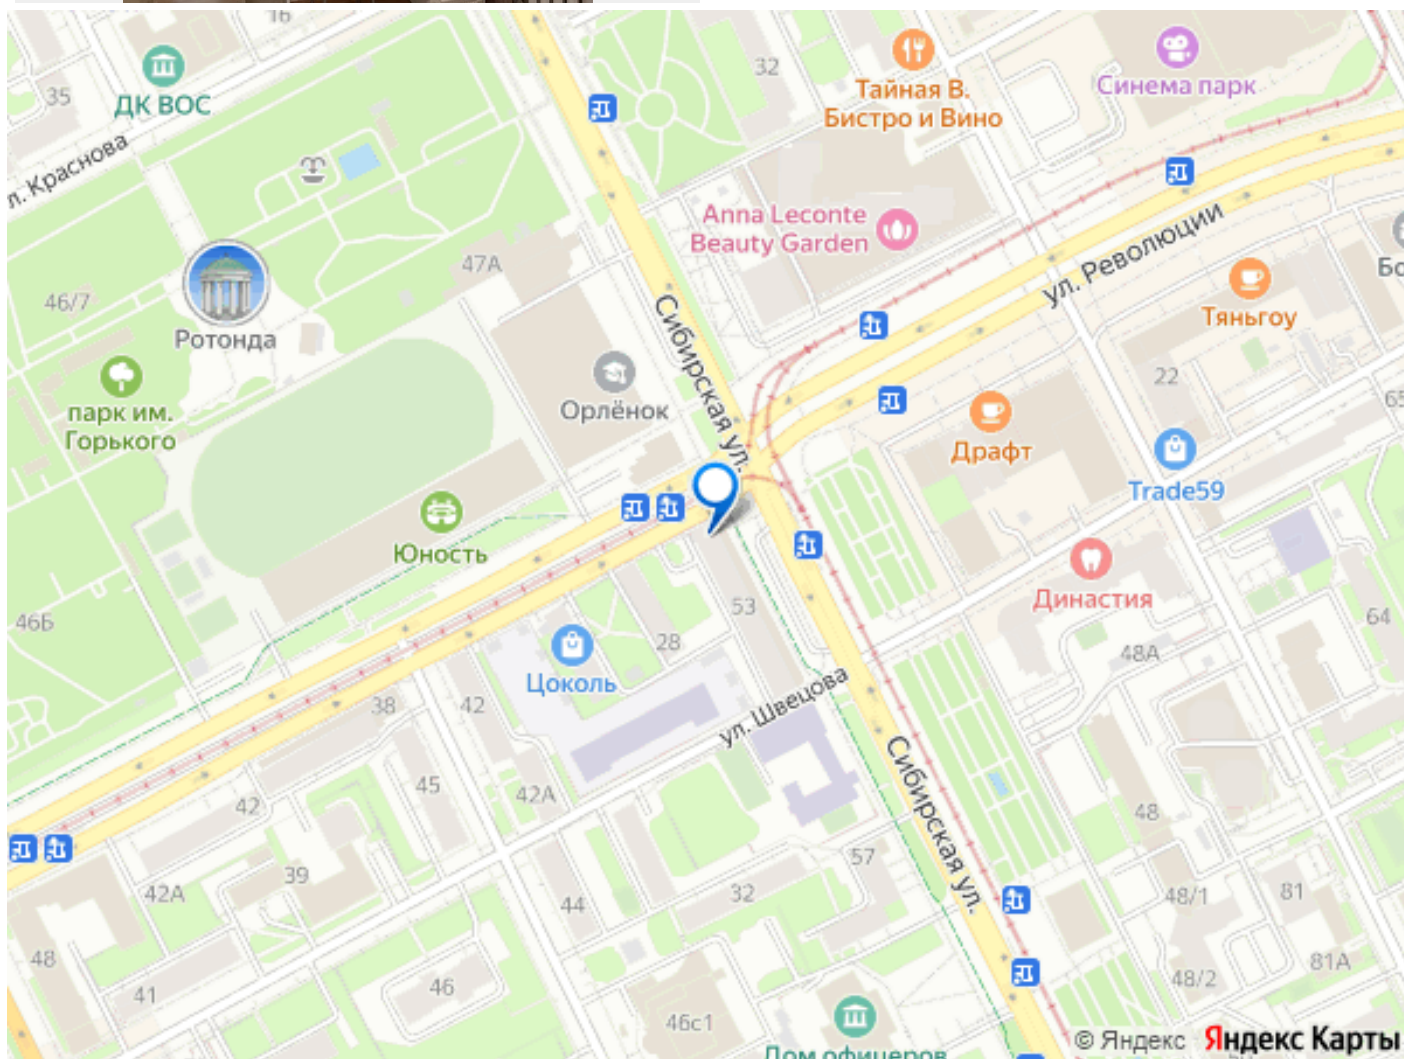 16
ДК ВОС
35
л. Краснова
32
Тайная В.
Бистро и Вино
Синема парк
Anna Leconte
Beauty Garden
ул. Революции
Бо
47А
46/7
Ротонда
Сибирская ул.
Тяньгоу
парк им.
Горького
Орлёнок
22
65
Драфт
Trade59
Юность
Династия
53
46Б
28
64
48А
Цоколь
ул. Швецова
38
42
Сибирская ул.
45
42А
42
48
39
57
42А
32
44
48/1
81
48
41
46
46с1
48/2
81А
Дом офицеров
© Яндекс Яндекс Карты